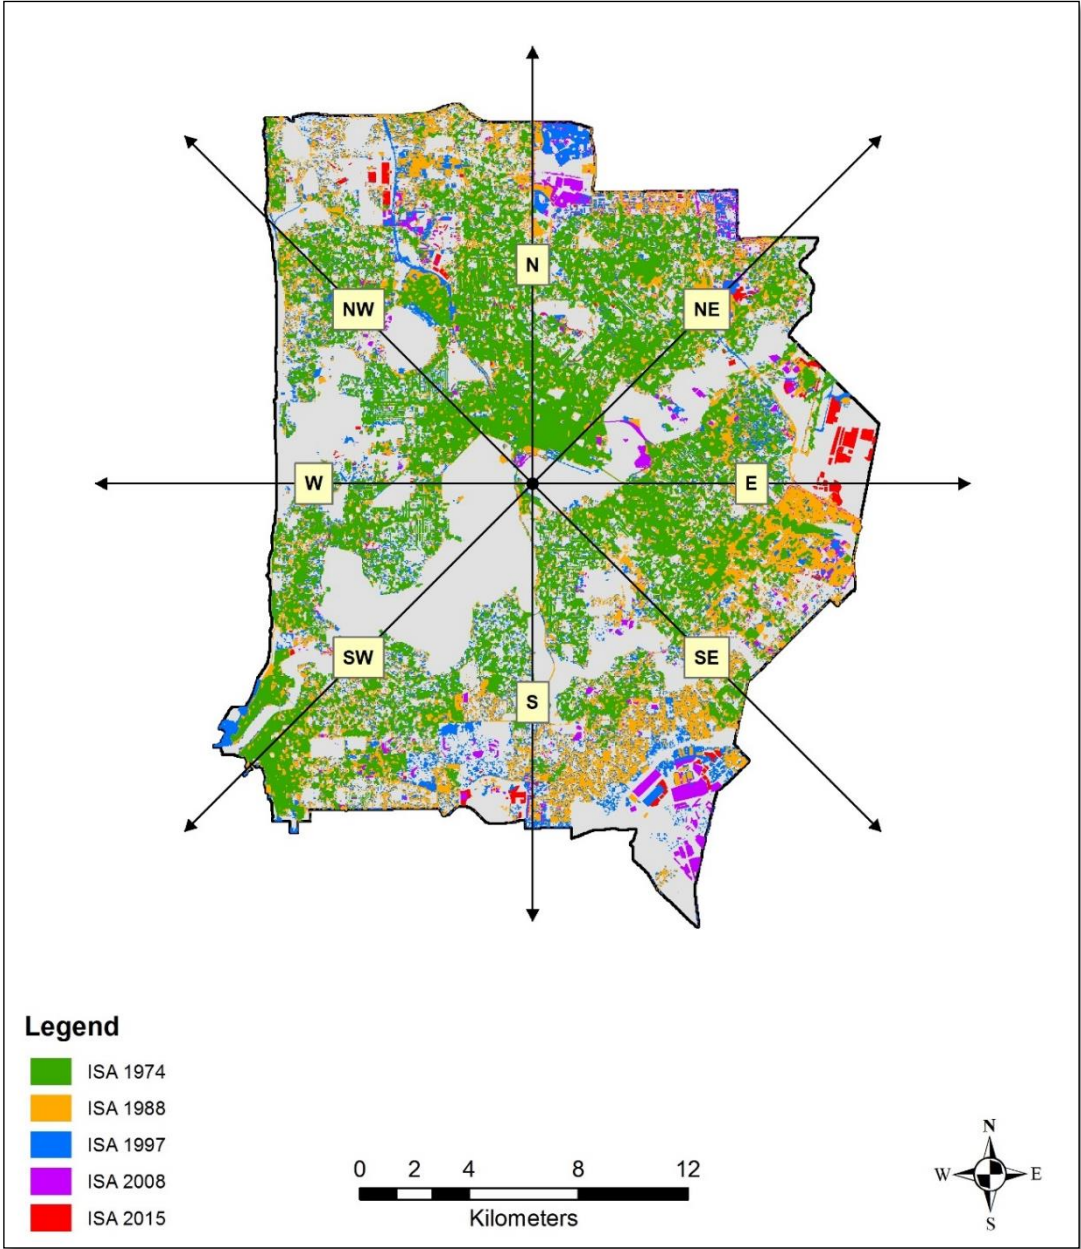 N
NW
NE
W
E
SW
SE
S
Legend
ISA 1974
ISA 1988
ISA 1997
ISA 2008
ISA 2015
0 2 4 8 12
Kilometers
N
W E
S